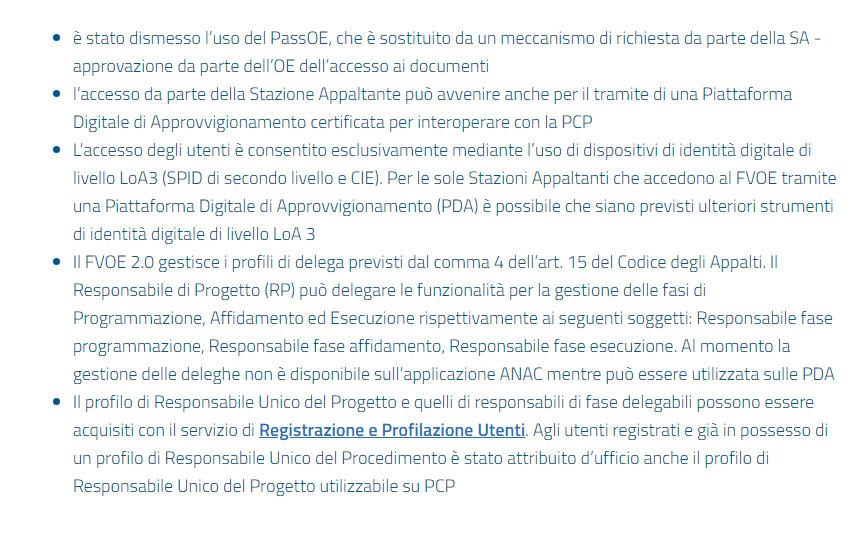 è stato dismesso l'uso del PassOE, che è sostituito da un meccanismo di richiesta da parte della SA -
approvazione da parte dell'OE dell'accesso ai documenti
l'accesso da parte della Stazione Appaltante può avvenire anche per il tramite di una Piattaforma
Digitale di Approvvigionamento certificata per interoperare con la PCP
L'accesso degli utenti è consentito esclusivamente mediante l'uso di dispositivi di identità digitale di
livello LoA3 (SPID di secondo livello e CIE). Per le sole Stazioni Appaltanti che accedono al FVOE tramite
una Piattaforma Digitale di Approvvigionamento (PDA) è possibile che siano previsti ulteriori strumenti
di identità digitale di livello LoA 3
Il FVOE 2.0 gestisce i profili di delega previsti dal comma 4 dell'art. 15 del Codice degli Appalti. Il
Responsabile di Progetto (RP) può delegare le funzionalità per la gestione delle fasi di
Programmazione, Affidamento ed Esecuzione rispettivamente ai seguenti soggetti: Responsabile fase
programmazione, Responsabile fase affidamento, Responsabile fase esecuzione. Al momento la
gestione delle deleghe non è disponibile sull'applicazione ANAC mentre può essere utilizzata sulle PDA
Il profilo di Responsabile Unico del Progetto e quelli di responsabili di fase delegabili possono essere
acquisiti con il servizio di Registrazione e Profilazione Utenti. Agli utenti registrati e già in possesso di
un profilo di Responsabile Unico del Procedimento è stato attribuito d'ufficio anche il profilo di
Responsabile Unico del Progetto utilizzabile su PCP